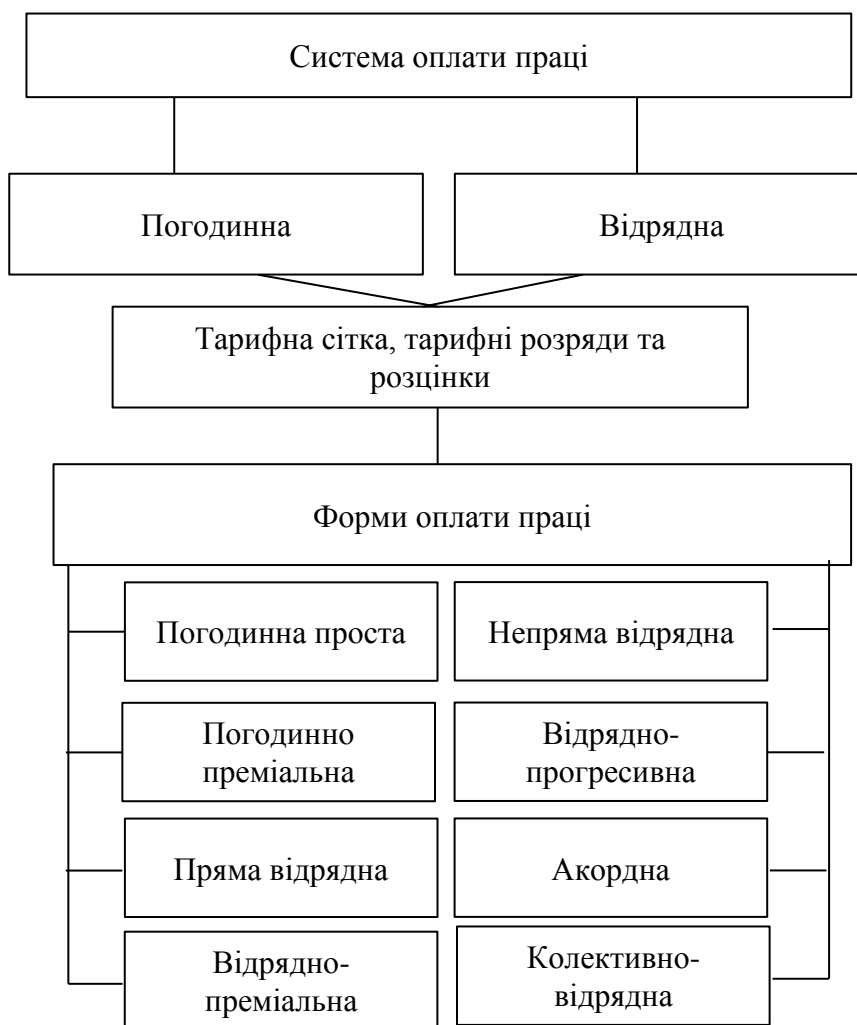 Система оплати праці
Погодинна
Відрядна
Тарифна сітка, тарифні розряди та
розцінки
Форми оплати праці
Погодинна проста
Непряма відрядна
Погодинно
преміальна
Відрядно-
прогресивна
Пряма відрядна
Акордна
Відрядно-
преміальна
Колективно-
відрядна